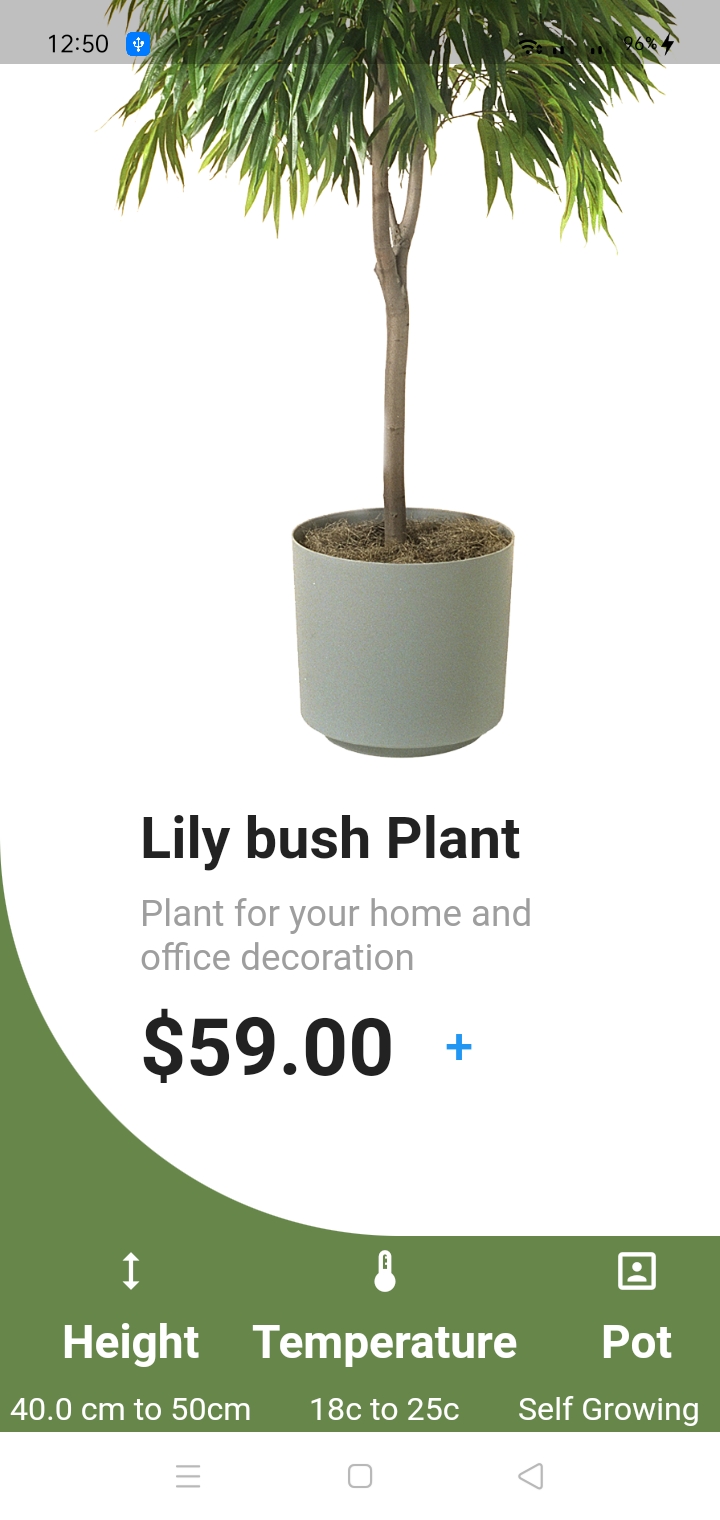 12:50
96%
Lily bush Plant
Plant for your home and
office decoration
$59.00 +
Height Temperature Pot
40.0 cm to 50cm 18c to 25c Self Growing